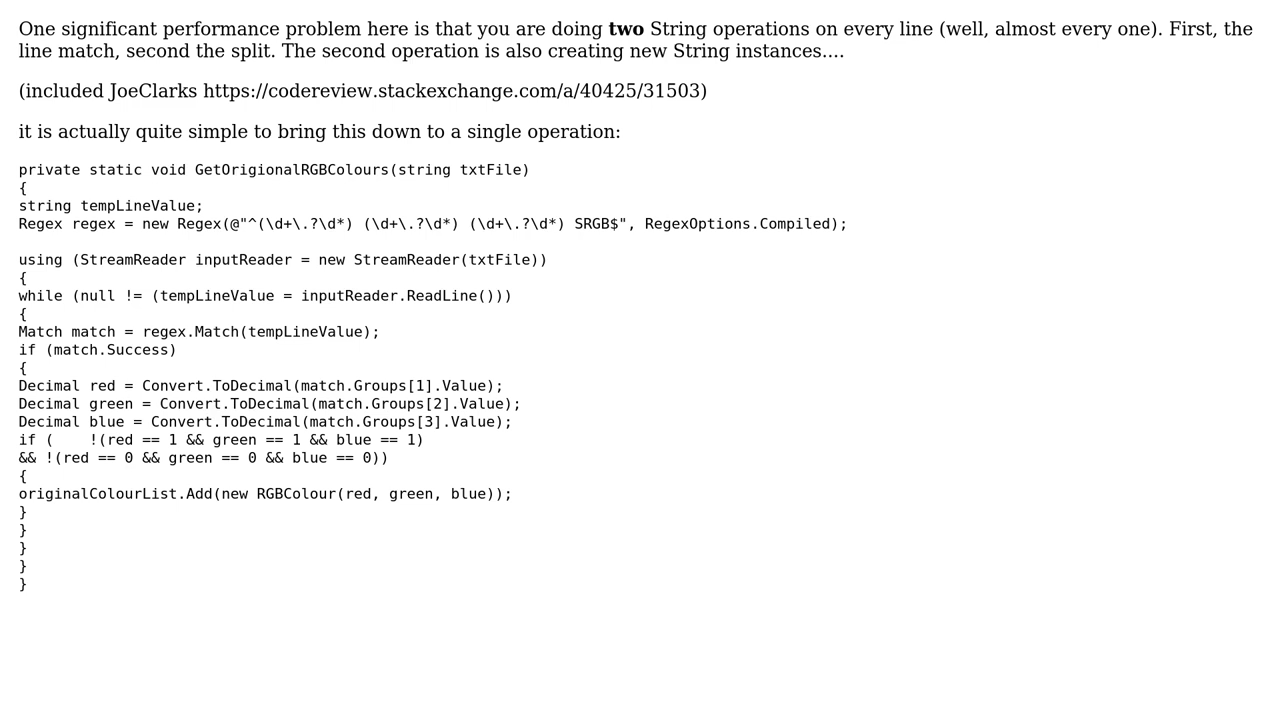 One significant performance problem here is that you are doing two String operations on every line (well, almost every one). First, the
line match, second the split. The second operation is also creating new String instances....
(included JoeClarks https://codereview.stackexchange.com/a/40425/31503)
it is actually quite simple to bring this down to a single operation:
private static void GetOrigionalRGBColours(string txtFile)
{
string tempLineValue;
Regex regex = new Regex(@"^(\d+\.?\d*) (\d+\.?\d*) (\d+\.?\d*) SRGB$", RegexOptions.Compiled);
using (StreamReader inputReader = new StreamReader(txtFile))
{
while (null != (tempLineValue = inputReader.ReadLine()))
{
Match match = regex.Match(tempLineValue);
if (match.Success)
{
Decimal red = Convert.ToDecimal(match.Groups[1].Value);
Decimal green = Convert.ToDecimal(match.Groups[2].Value);
Decimal blue = Convert.ToDecimal(match.Groups[3].Value);
if (    !(red == 1 && green == 1 && blue == 1)
&& !(red == 0 && green == 0 && blue == 0))
{
originalColourList.Add(new RGBColour(red, green, blue));
}
}
}
}
}